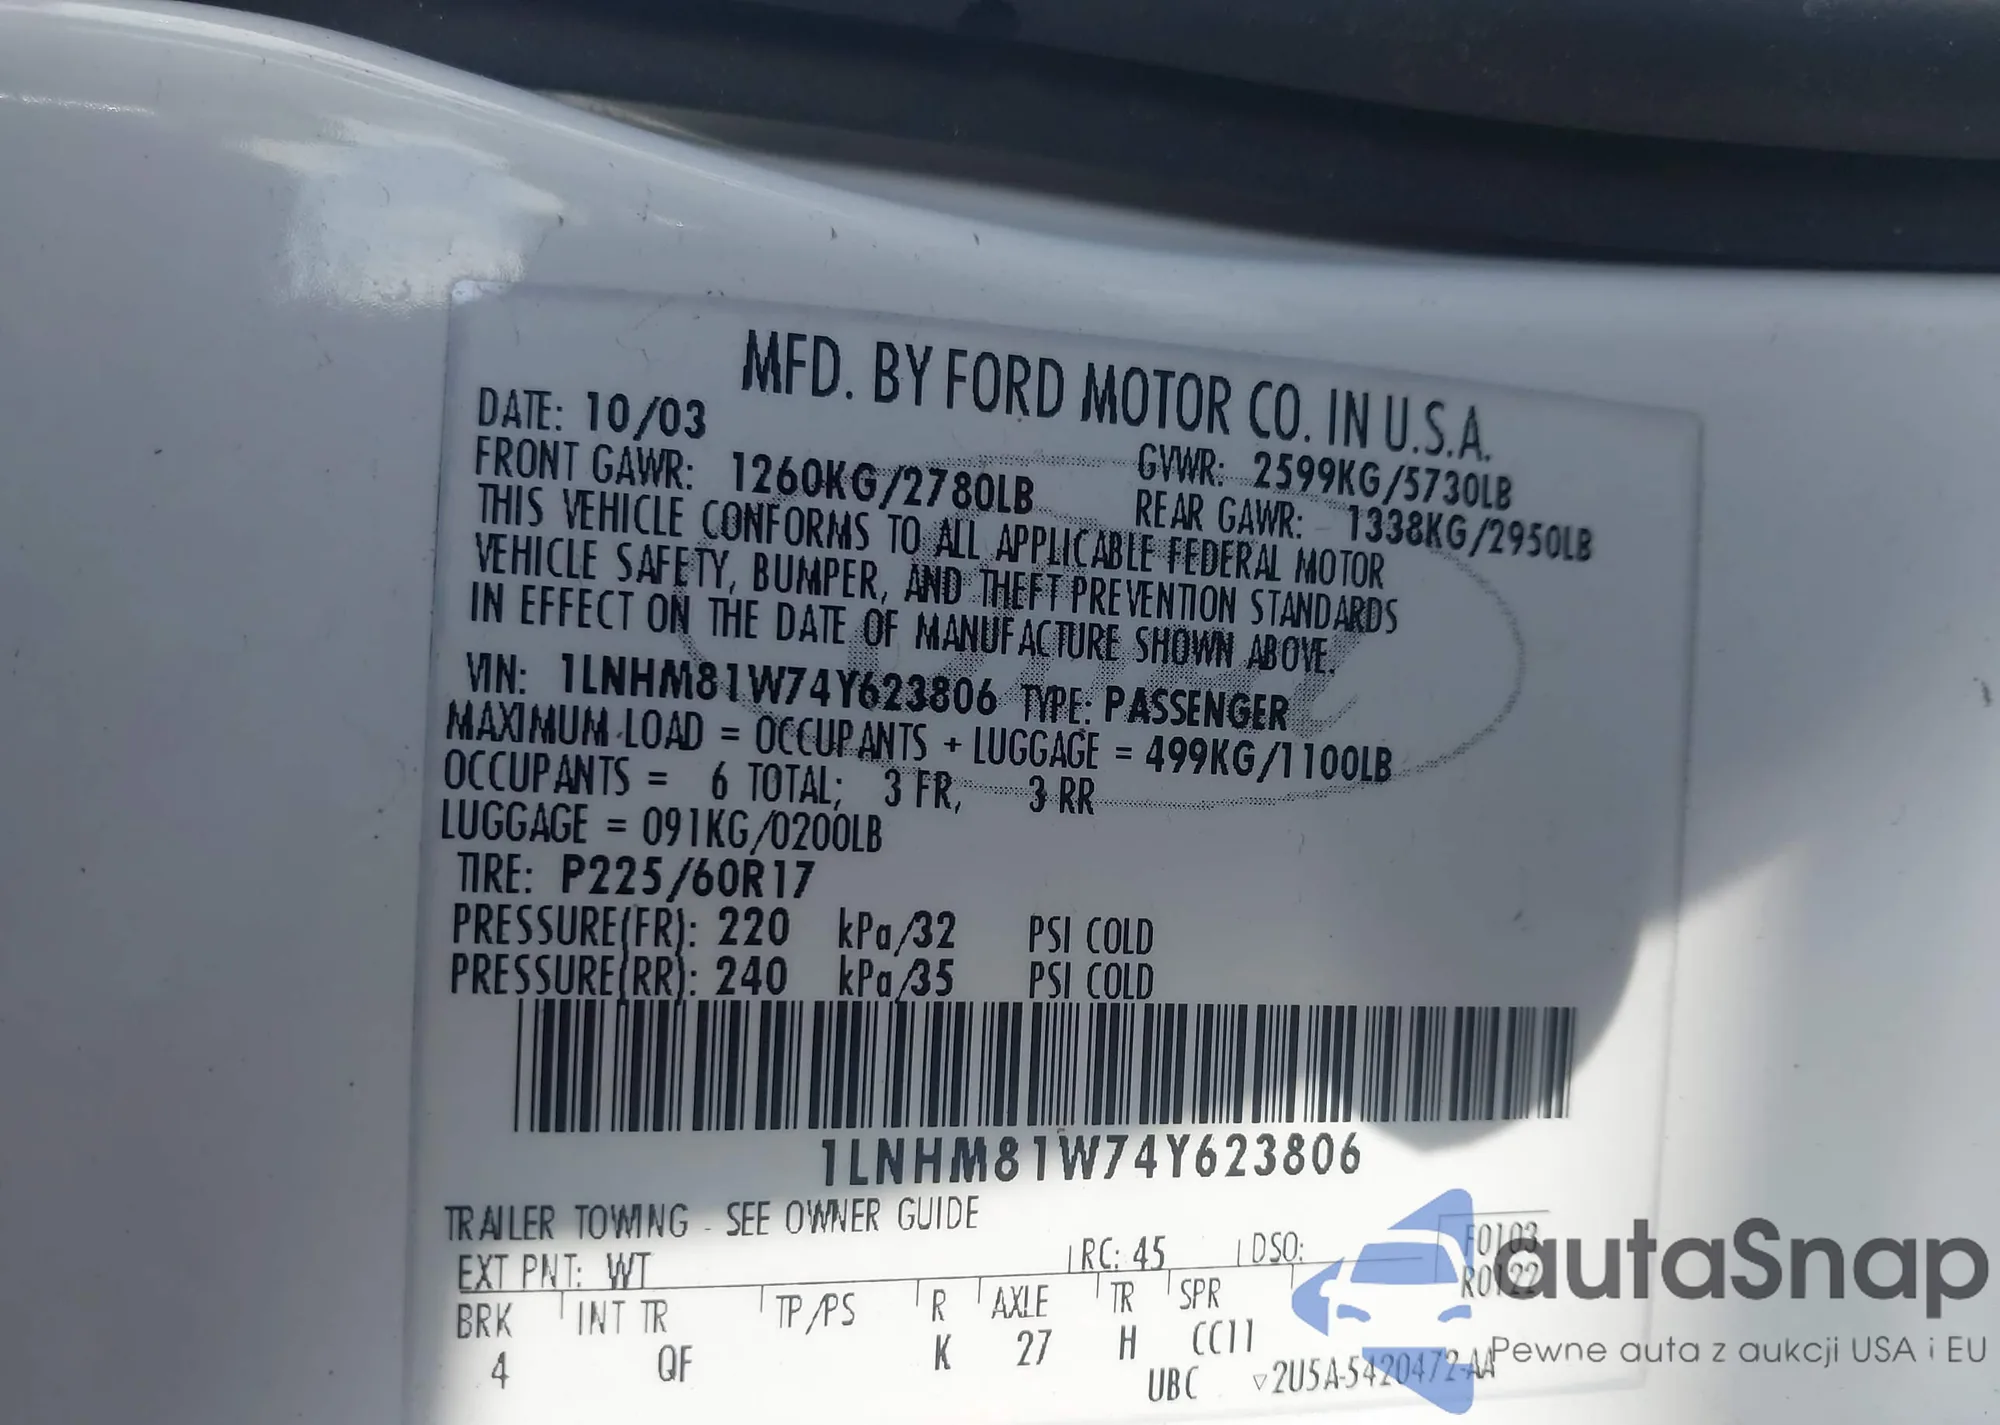 MFD. BY FORD MOTOR CO. IN U.S.A.
DATE: 10/03 GVWR: 2599KG/5730LB
FRONT GAWR: 1260KG/2780LB REAR GAWR: 1338KG/2950LB
THIS VEHICLE CONFORMS TO ALL APPLICABLE FEDERAL MOTOR
VEHICLE SAFETY, BUMPER, AND THEFT PREVENTION STANDARDS
IN EFFECT ON THE DATE OF MANUFACTURE SHOWN ABOVE.
VIN: 1LNHM81W74Y623806 TYPE: PASSENGER
MAXIMUM LOAD = OCCUPANTS + LUGGAGE = 499KG/1100LB
OCCUPANTS = 6 TOTAL; 3 FR, 3 RR
LUGGAGE = 091KG/0200LB
TIRE: P225/60R17
PRESSURE(FR): 220 kPa/32 PSI COLD
PRESSURE(RR): 240 kPa/35 PSI COLD
1LNHM81W74Y623806
TRAILER TOWING - SEE OWNER GUIDE
EXT PNT: WT RC: 45 DSO: F0103
R0122
BRK INT TR TP/PS R AXLE TR SPR
4 QF K 27 H CC11
UBC ▽2U5A-5420472-AA
autaSnap
Pewne auta z aukcji USA i EU